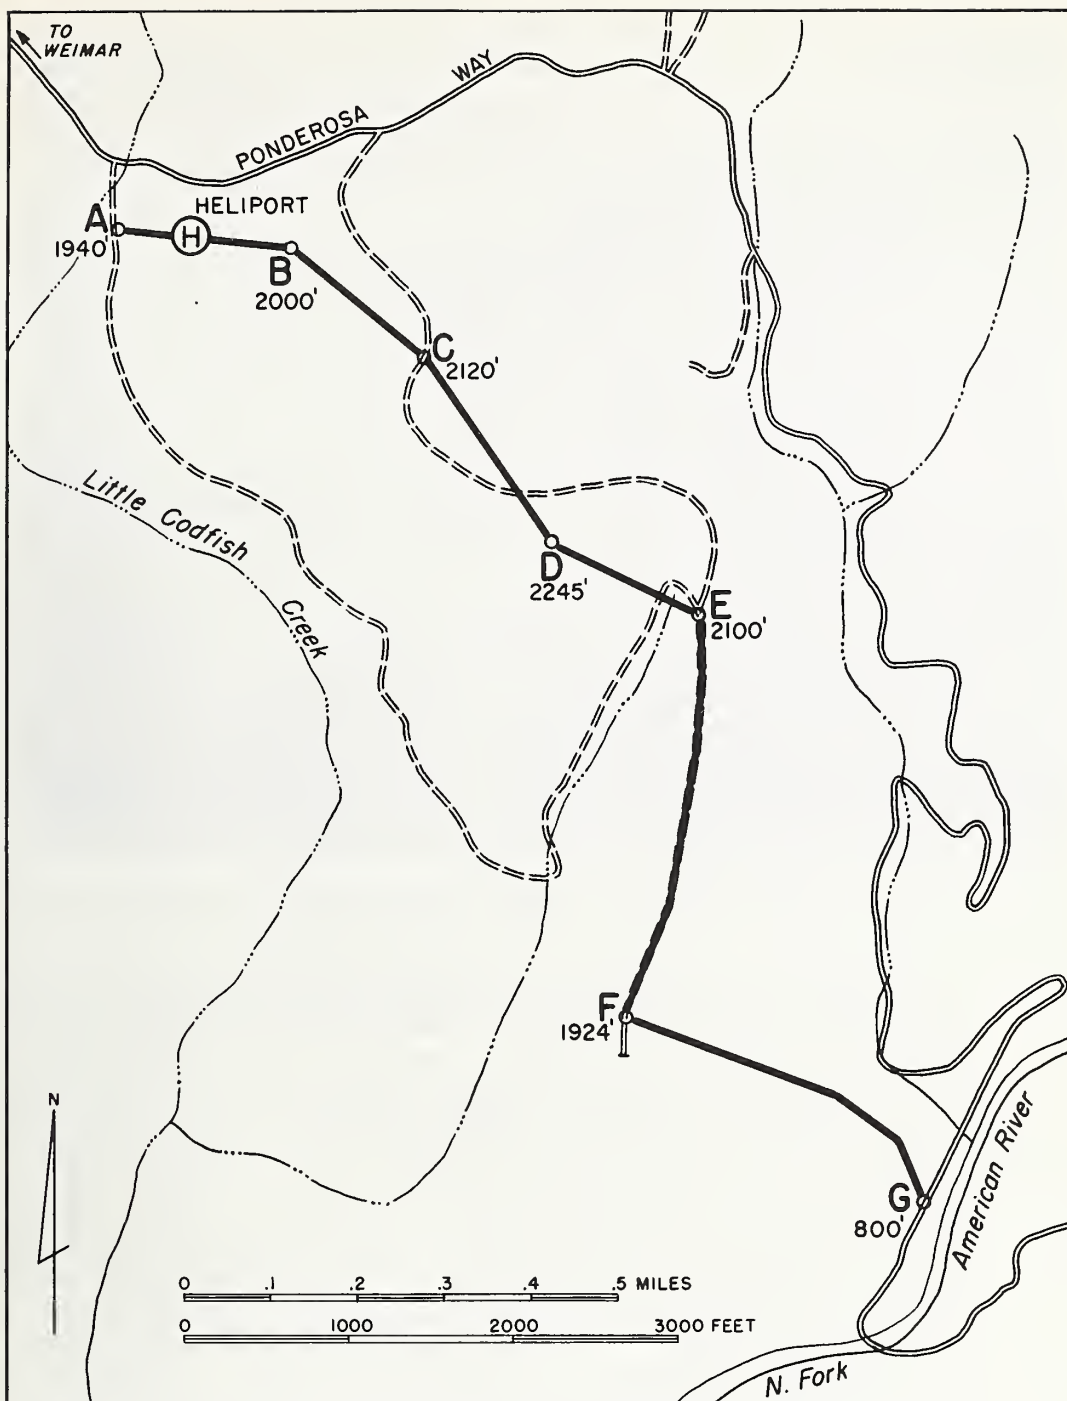 TO
WEIMAR
PONDEROSA WAY
HELIPORT
A
1940'
H
B
2000'
C
2120'
Little Codfish Creek
D
2245'
E
2100'
F
1924'
N
G
800'
American River
0 .1 .2 .3 .4 .5 MILES
0 1000 2000 3000 FEET
N. Fork